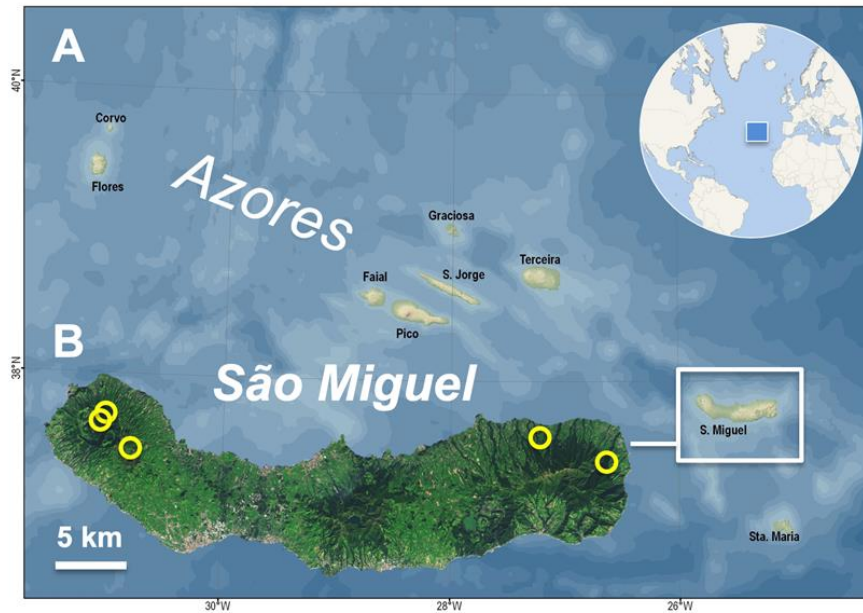 A
40°N
Corvo
Flores
Azores
Graciosa
Terceira
S. Jorge
Faial
Pico
B
38°N
São Miguel
S. Miguel
5 km
Sta. Maria
30°W
28°W
26°W